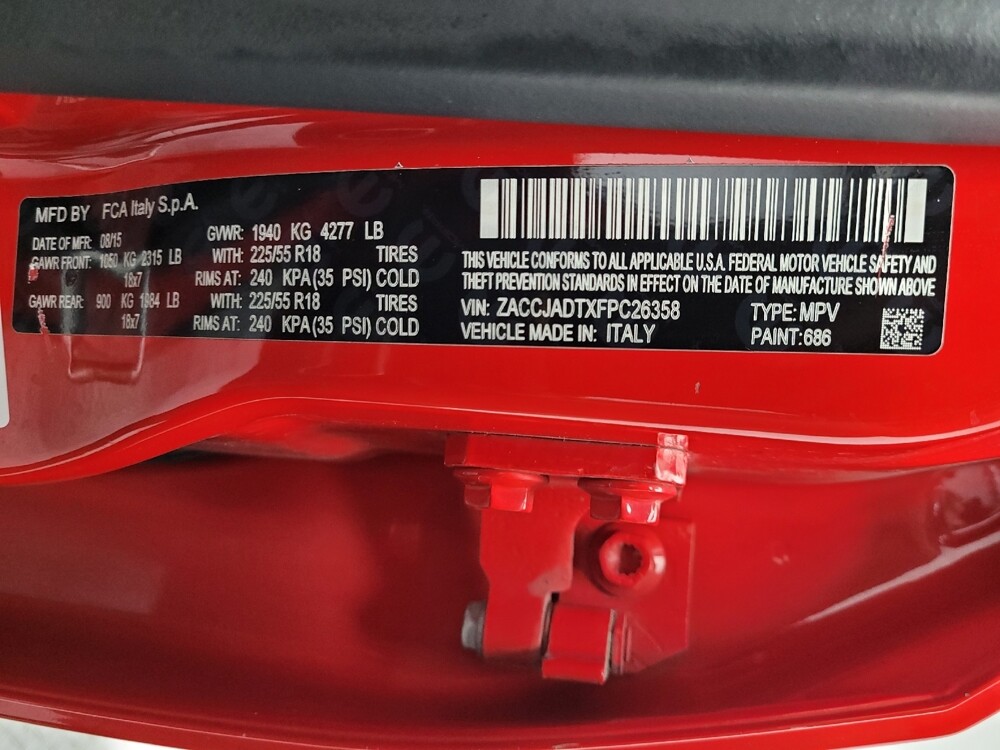 MFD BY FCA Italy S.p.A.
DATE OF MFR: 08/15 GVWR: 1940 KG 4277 LB
GAWR FRONT: 1050 KG 2315 LB WITH: 225/55 R18 TIRES
18x7 RIMS AT: 240 KPA(35 PSI) COLD
GAWR REAR: 900 KG 1984 LB WITH: 225/55 R18 TIRES
18x7 RIMS AT: 240 KPA(35 PSI) COLD
THIS VEHICLE CONFORMS TO ALL APPLICABLE U.S.A. FEDERAL MOTOR VEHICLE SAFETY AND
THEFT PREVENTION STANDARDS IN EFFECT ON THE DATE OF MANUFACTURE SHOWN ABOVE
VIN: ZACCJADTXFPC26358 TYPE: MPV
VEHICLE MADE IN: ITALY PAINT: 686